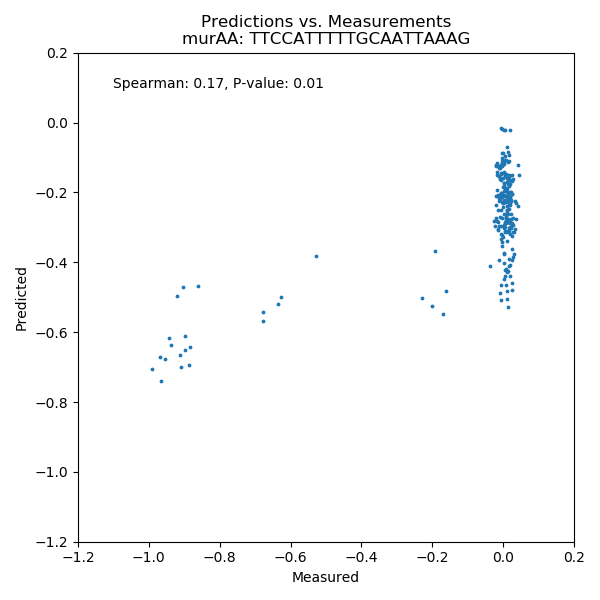 Predictions vs. Measurements
murAA: TTCCATTTTTGCAATTAAAG
Spearman: 0.17, P-value: 0.01
0.2
0.0
−0.2
−0.4
−0.6
−0.8
−1.0
−1.2
Predicted
−1.2 −1.0 −0.8 −0.6 −0.4 −0.2 0.0 0.2
Measured